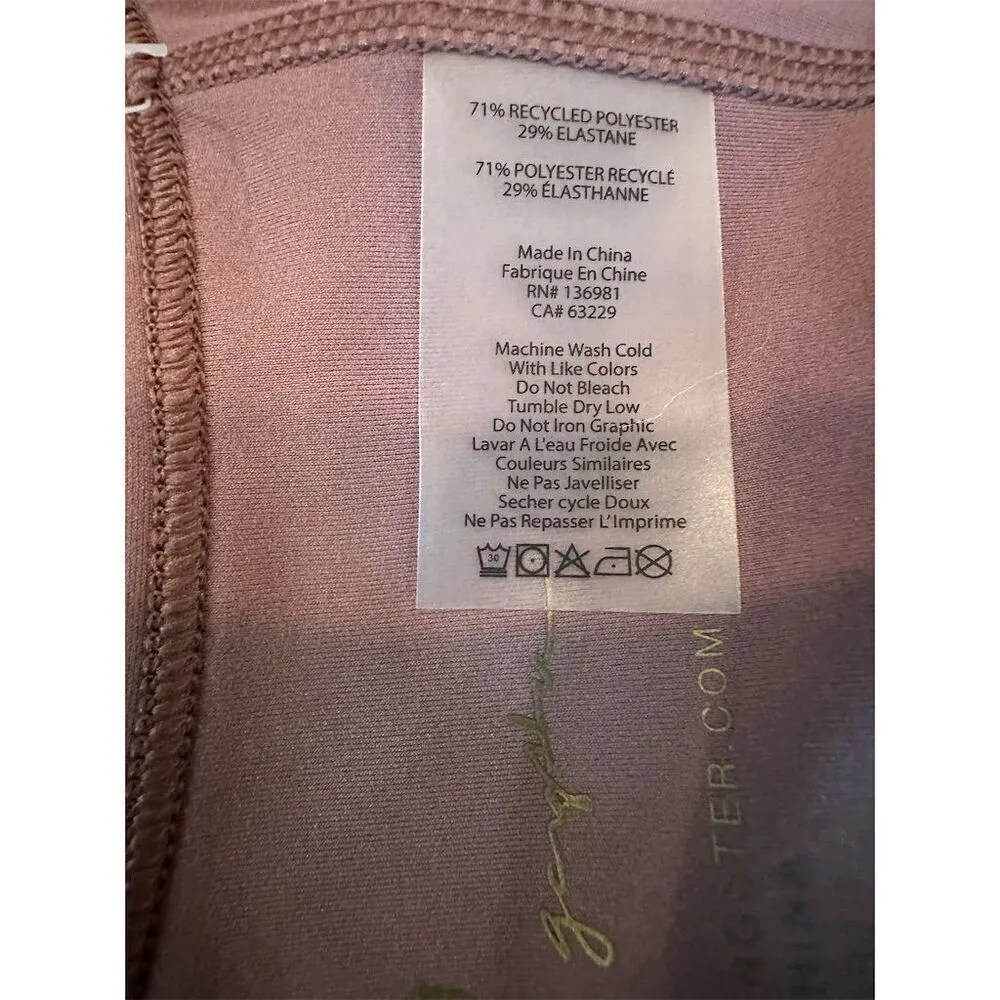 71% RECYCLED POLYESTER
29% ELASTANE
71% POLYESTER RECYCLÉ
29% ÉLASTHANNE
Made In China
Fabrique En Chine
RN# 136981
CA# 63229
Machine Wash Cold
With Like Colors
Do Not Bleach
Tumble Dry Low
Do Not Iron Graphic
Lavar A L'eau Froide Avec
Couleurs Similaires
Ne Pas Javelliser
Secher cycle Doux
Ne Pas Repasser L'Imprime
30
TER.COM